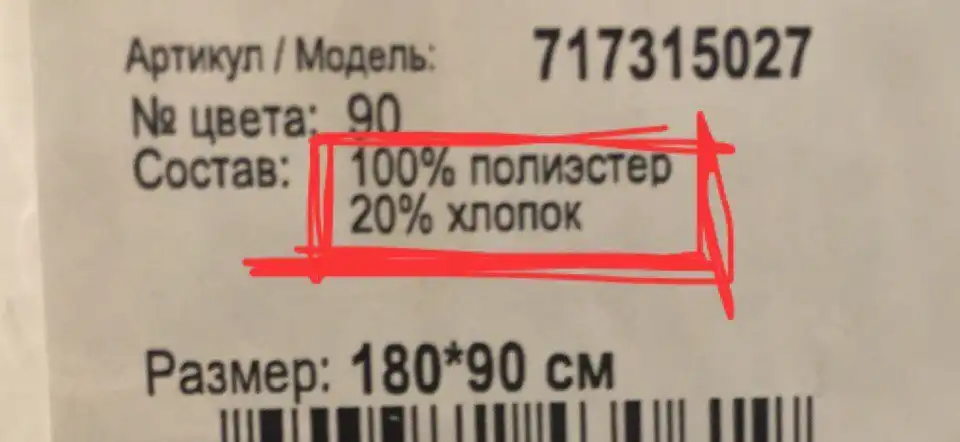 Артикул / Модель: 717315027
№ цвета: 90
Состав: 100% полиэстер
20% хлопок
Размер: 180*90 см